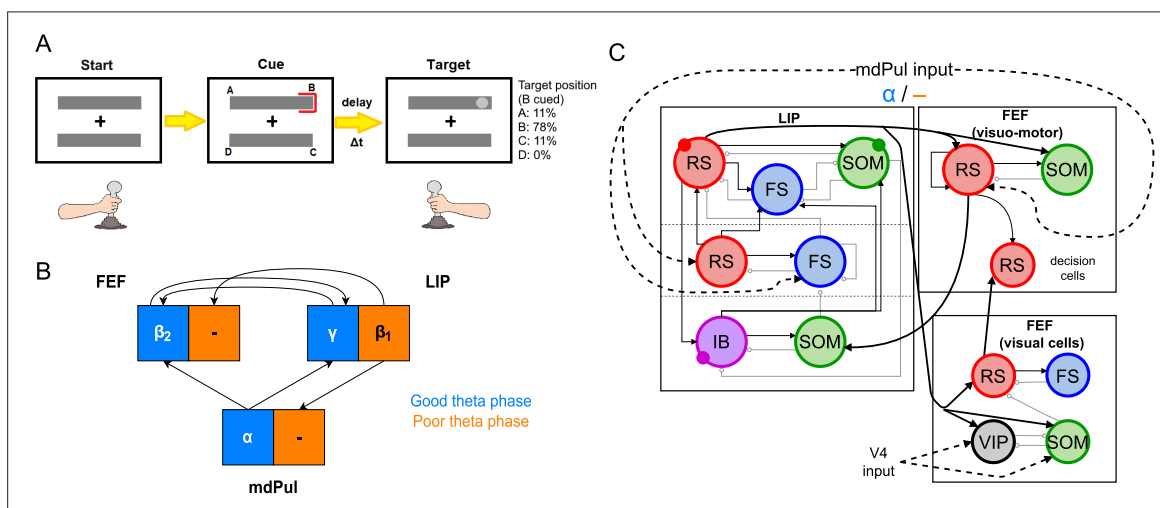 A
Start
Cue
Target
+
A
B
+
D
C
delay
Δt
+
Target position
(B cued)
A: 11%
B: 78%
C: 11%
D: 0%
B
FEF
LIP
β2
-
γ
β1
α
-
mdPul
Good theta phase
Poor theta phase
C
mdPul input
α / –
LIP
RS
SOM
FS
RS
FS
IB
SOM
FEF
(visuo-motor)
RS
SOM
RS
decision
cells
FEF
(visual cells)
RS
FS
VIP
SOM
V4
input